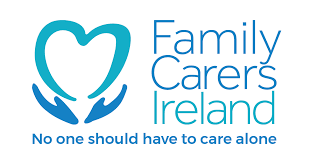 Family
Carers
Ireland
No one should have to care alone